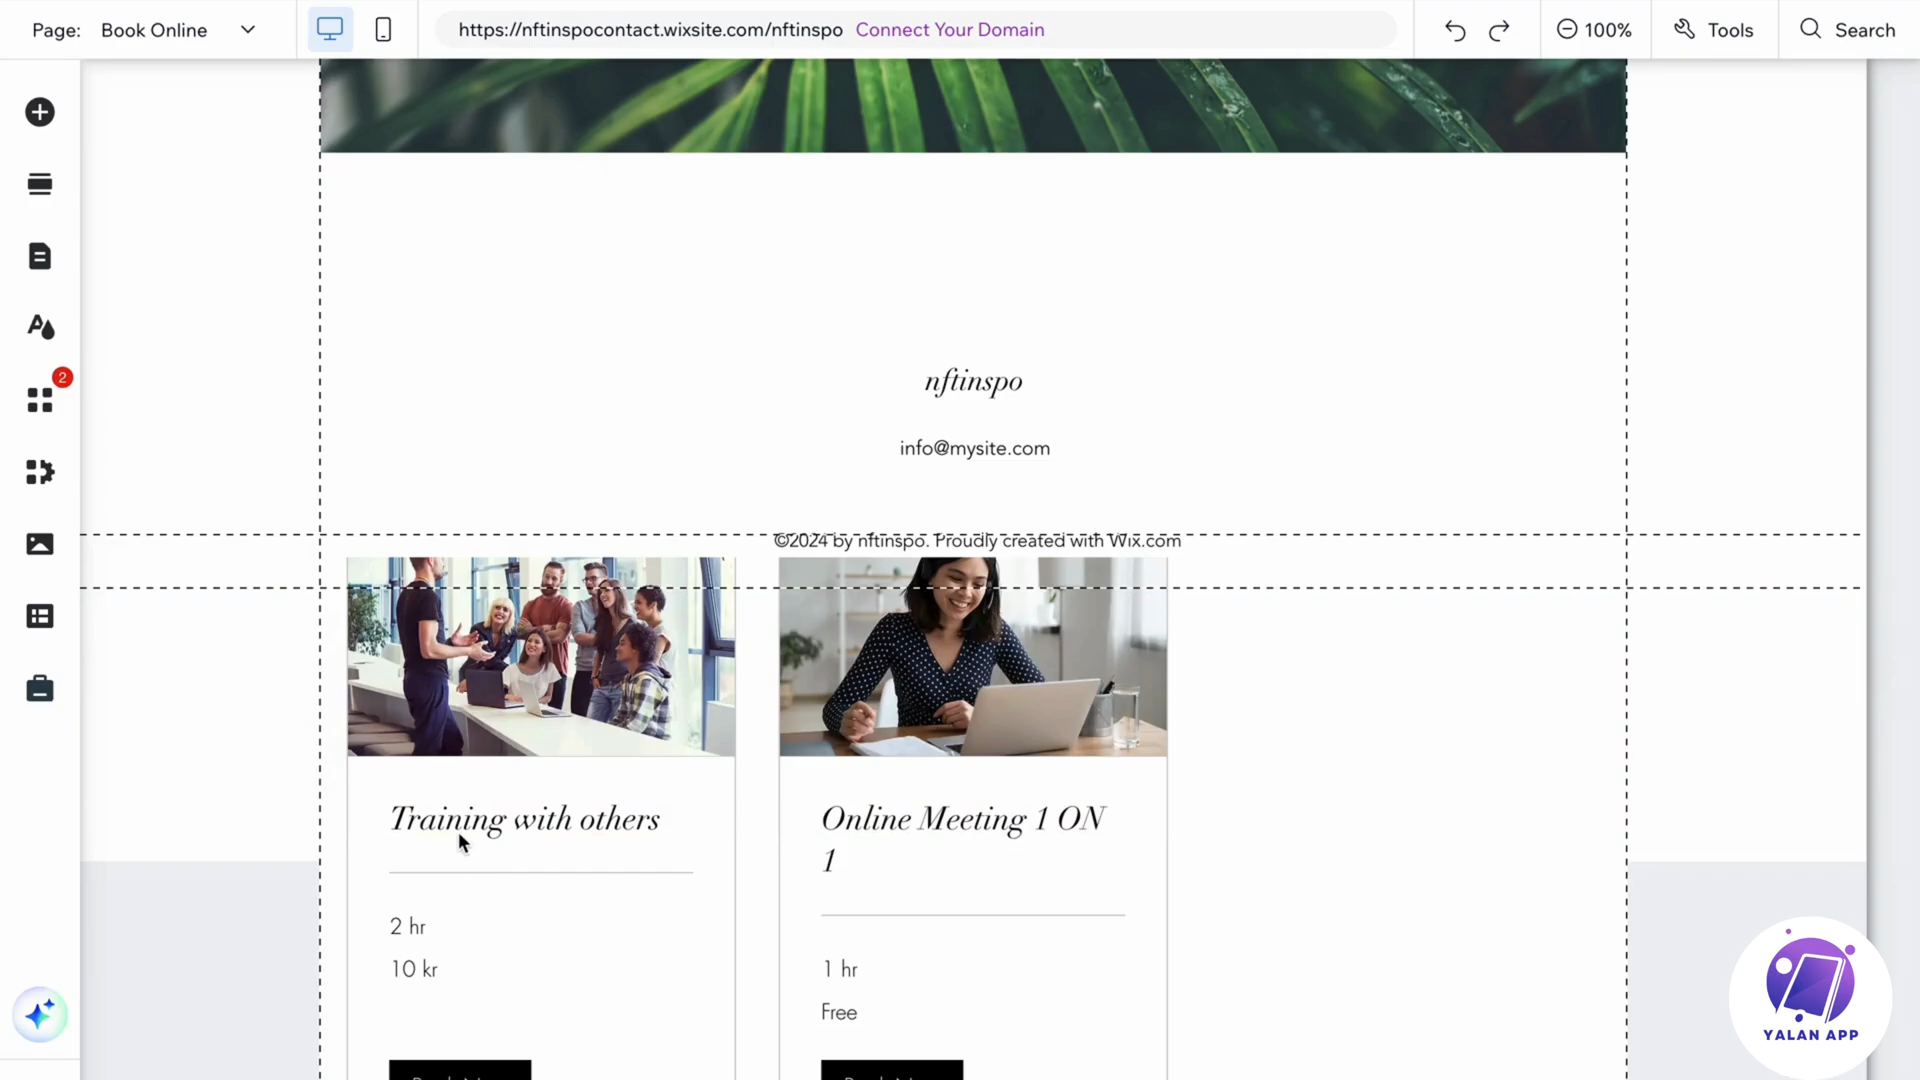 Page: Book Online
https://nftinspocontact.wixsite.com/nftinspo Connect Your Domain
100%
Tools
Search
2
nftinspo
info@mysite.com
©2024 by nftinspo. Proudly created with Wix.com
Training with others
2 hr
10 kr
Online Meeting 1 ON
1
1 hr
Free
YALAN APP